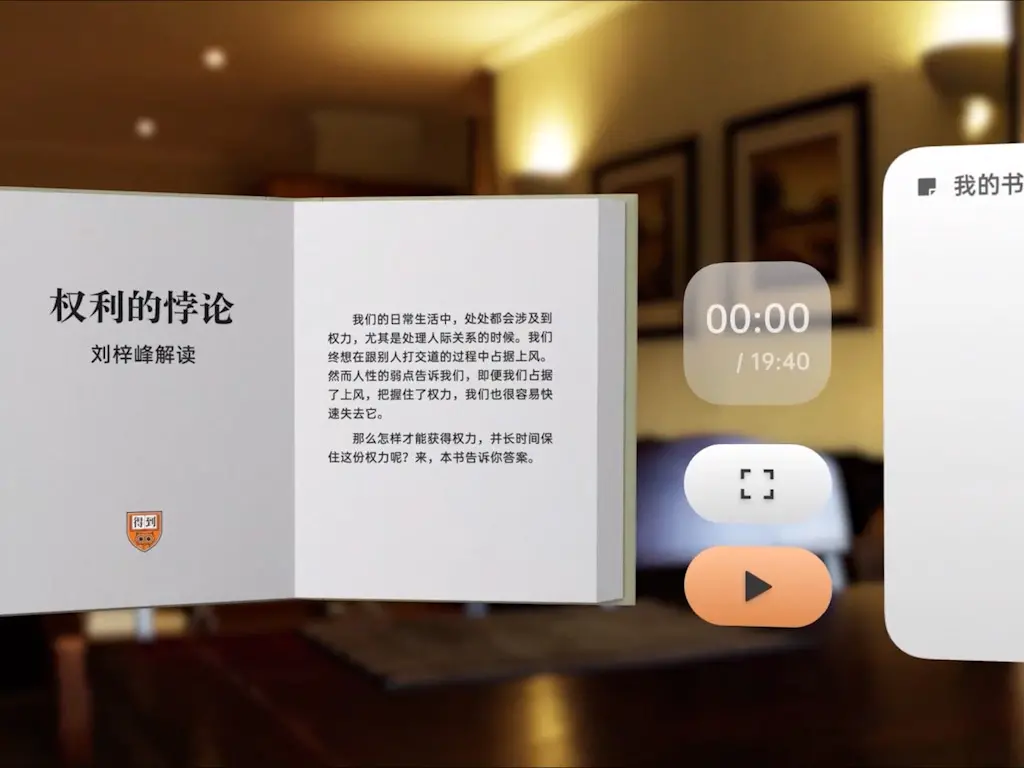 权利的悖论
刘梓峰解读
得到
我们的日常生活中，处处都会涉及到
权力，尤其是处理人际关系的时候。我们
终想在跟别人打交道的过程中占据上风。
然而人性的弱点告诉我们，即便我们占据
了上风，把握住了权力，我们也很容易快
速失去它。
那么怎样才能获得权力，并长时间保
住这份权力呢？来，本书告诉你答案。
00:00
/ 19:40
我的书